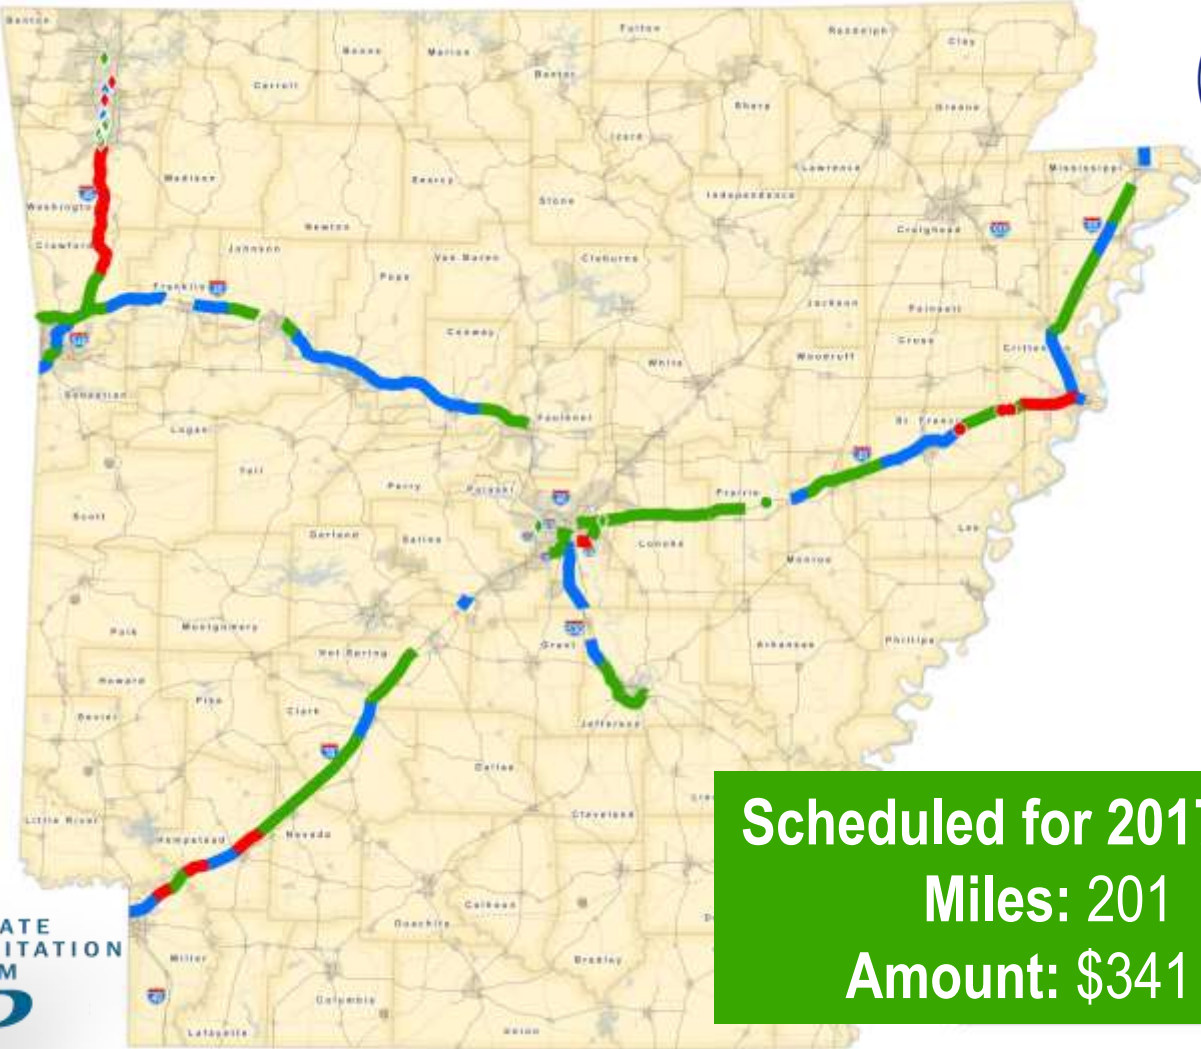 Benton
Boone
Marion
Fulton
Randolph
Clay
Carroll
Baxter
Sharp
Greene
Izard
Lawrence
Mississippi
Madison
Searcy
Stone
Independence
Washington
Newton
Craighead
Crawford
Johnson
Van Buren
Cleburne
Franklin
Pope
Jackson
Poinsett
Conway
Cross
Crittenden
White
Woodruff
Sebastian
Logan
Faulkner
St. Francis
Yell
Perry
Pulaski
Prairie
Scott
Garland
Saline
Lonoke
Lee
Monroe
Polk
Montgomery
Hot Spring
Grant
Arkansas
Phillips
Howard
Pike
Clark
Sevier
Jefferson
Dallas
Little River
Hempstead
Nevada
Cleveland
Scheduled for 2017
Miles: 201
Amount: $341
Calhoun
Ouachita
Bradley
Miller
Columbia
Lafayette
Union
ATE
ITATION
M